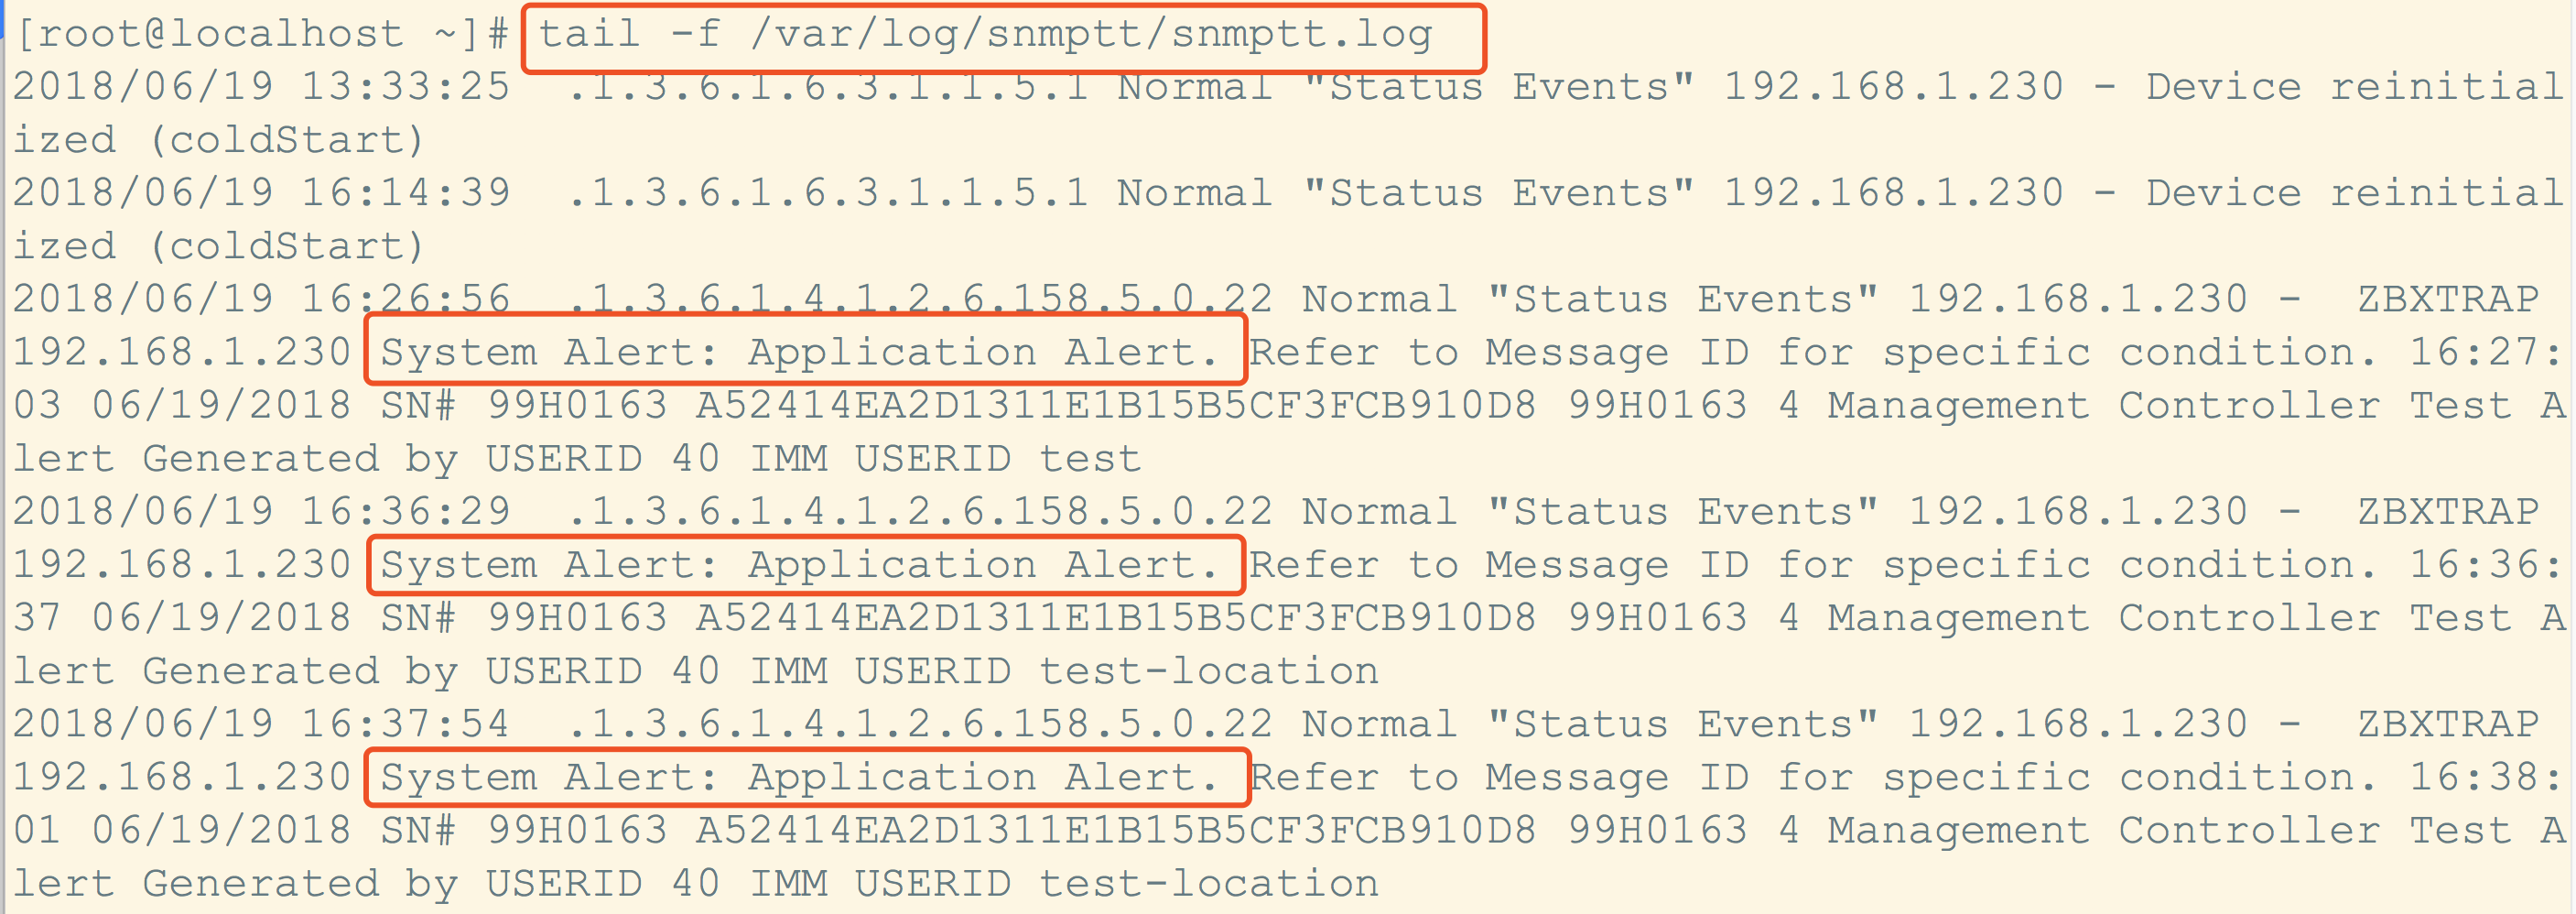 [root@localhost ~]# tail -f /var/log/snmptt/snmptt.log
2018/06/19 13:33:25  .1.3.6.1.6.3.1.1.5.1 Normal "Status Events" 192.168.1.230 - Device reinitial
ized (coldStart)
2018/06/19 16:14:39  .1.3.6.1.6.3.1.1.5.1 Normal "Status Events" 192.168.1.230 - Device reinitial
ized (coldStart)
2018/06/19 16:26:56  .1.3.6.1.4.1.2.6.158.5.0.22 Normal "Status Events" 192.168.1.230 -  ZBXTRAP
192.168.1.230 System Alert: Application Alert. Refer to Message ID for specific condition. 16:27:
03 06/19/2018 SN# 99H0163 A52414EA2D1311E1B15B5CF3FCB910D8 99H0163 4 Management Controller Test A
lert Generated by USERID 40 IMM USERID test
2018/06/19 16:36:29  .1.3.6.1.4.1.2.6.158.5.0.22 Normal "Status Events" 192.168.1.230 -  ZBXTRAP
192.168.1.230 System Alert: Application Alert. Refer to Message ID for specific condition. 16:36:
37 06/19/2018 SN# 99H0163 A52414EA2D1311E1B15B5CF3FCB910D8 99H0163 4 Management Controller Test A
lert Generated by USERID 40 IMM USERID test-location
2018/06/19 16:37:54  .1.3.6.1.4.1.2.6.158.5.0.22 Normal "Status Events" 192.168.1.230 -  ZBXTRAP
192.168.1.230 System Alert: Application Alert. Refer to Message ID for specific condition. 16:38:
01 06/19/2018 SN# 99H0163 A52414EA2D1311E1B15B5CF3FCB910D8 99H0163 4 Management Controller Test A
lert Generated by USERID 40 IMM USERID test-location